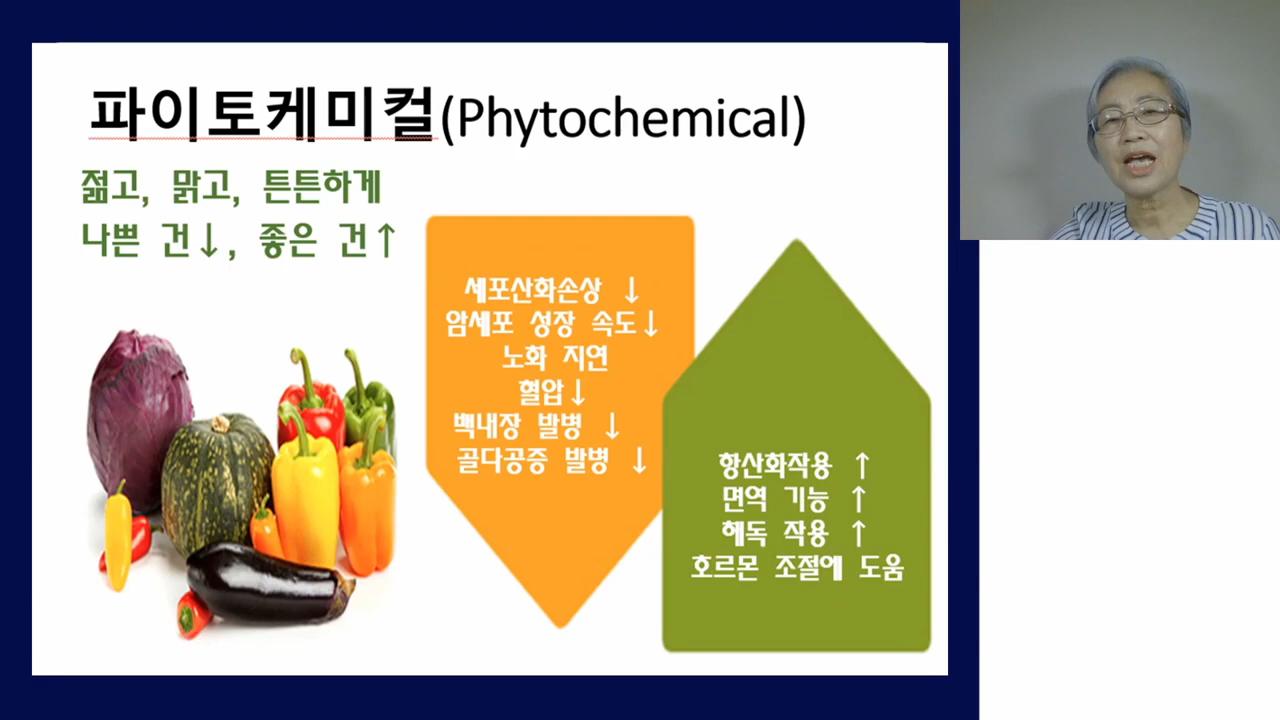 파이토케미컬(Phytochemical)
젊고, 맑고, 튼튼하게
나쁜 건↓, 좋은 건↑
세포산화손상 ↓
암세포 성장 속도↓
노화 지연
혈압↓
백내장 발병 ↓
골다공증 발병 ↓
항산화작용 ↑
면역 기능 ↑
해독 작용 ↑
호르몬 조절에 도움